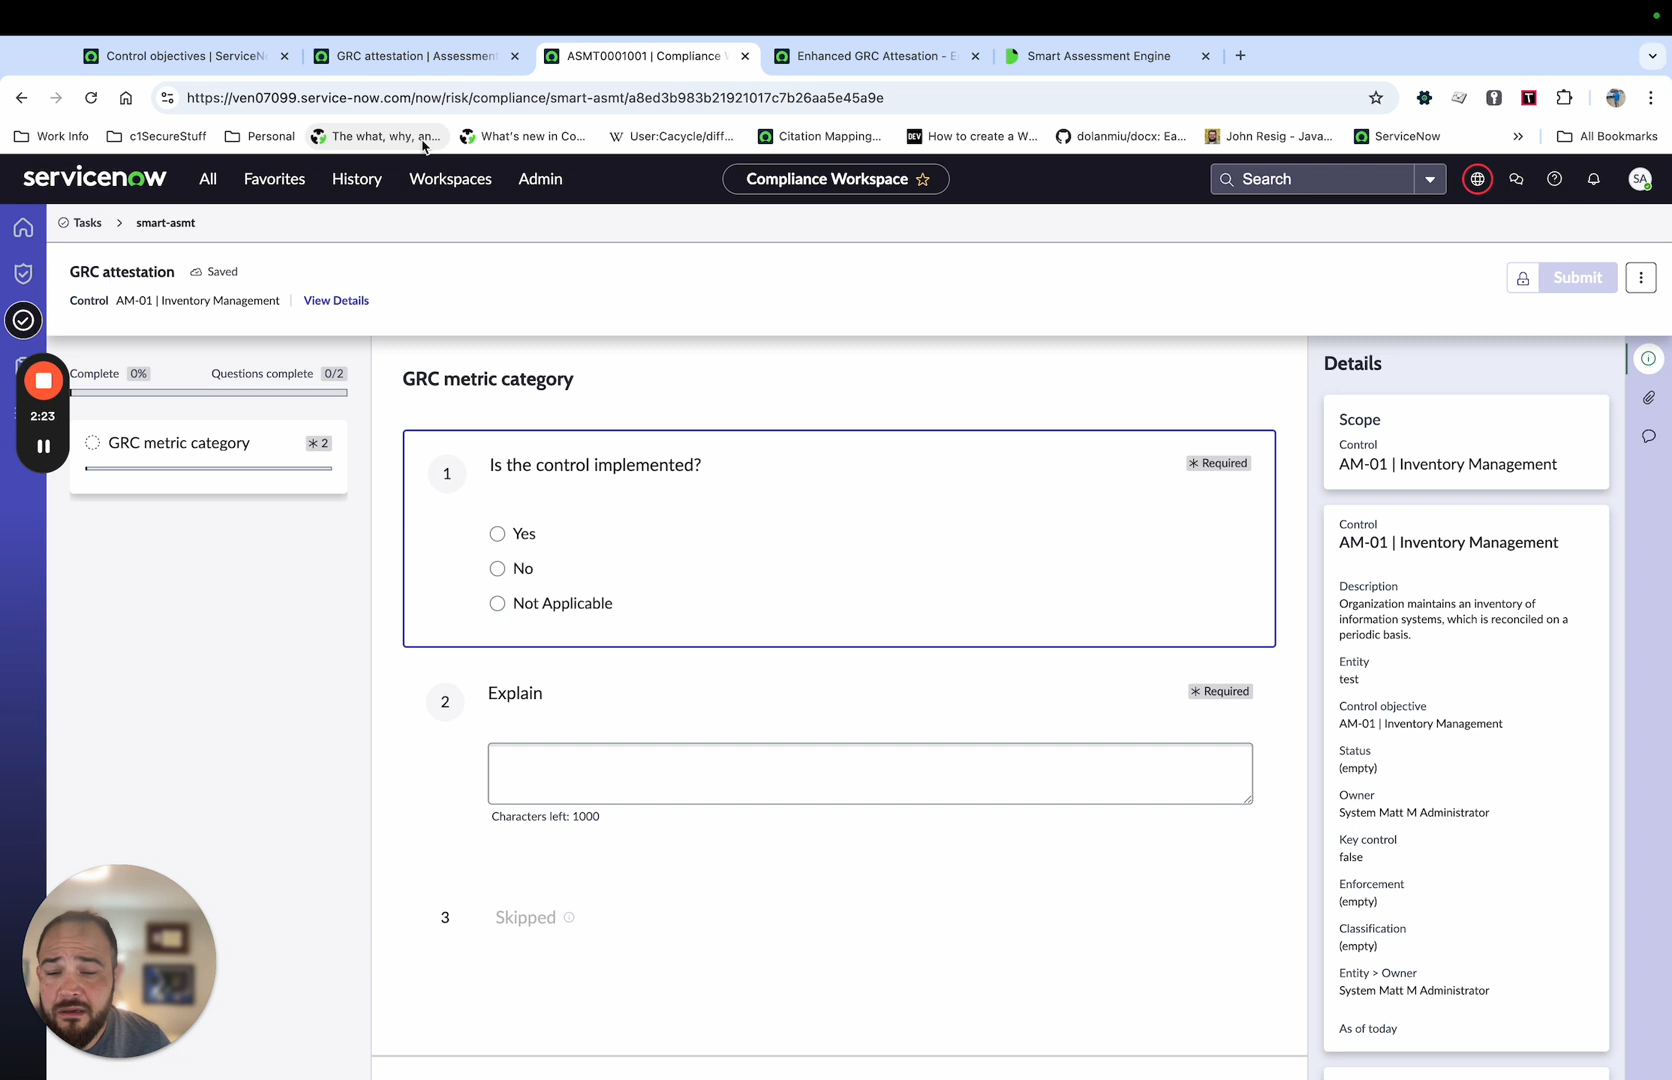 Control objectives | ServiceN
GRC attestation | Assessment
ASMT0001001 | Compliance
Enhanced GRC Attesation - E
Smart Assessment Engine
https://ven07099.service-now.com/now/risk/compliance/smart-asmt/a8ed3b983b21921017c7b26aa5e45a9e
Work Info
c1SecureStuff
Personal
The what, why, an...
What's new in Co...
W User:Cacycle/diff...
Citation Mapping...
DEV How to create a W...
dolanmiu/docx: Ea...
John Resig - Java...
ServiceNow
»
All Bookmarks
servicenow
All
Favorites
History
Workspaces
Admin
Compliance Workspace
Search
SA
Tasks > smart-asmt
GRC attestation Saved
Submit
Control AM-01 | Inventory Management | View Details
Complete 0% Questions complete 0/2
2:23
GRC metric category * 2
GRC metric category
1 Is the control implemented? * Required
Yes
No
Not Applicable
2 Explain * Required
Characters left: 1000
3 Skipped
Details
Scope
Control
AM-01 | Inventory Management
Control
AM-01 | Inventory Management
Description
Organization maintains an inventory of
information systems, which is reconciled on a
periodic basis.
Entity
test
Control objective
AM-01 | Inventory Management
Status
(empty)
Owner
System Matt M Administrator
Key control
false
Enforcement
(empty)
Classification
(empty)
Entity > Owner
System Matt M Administrator
As of today